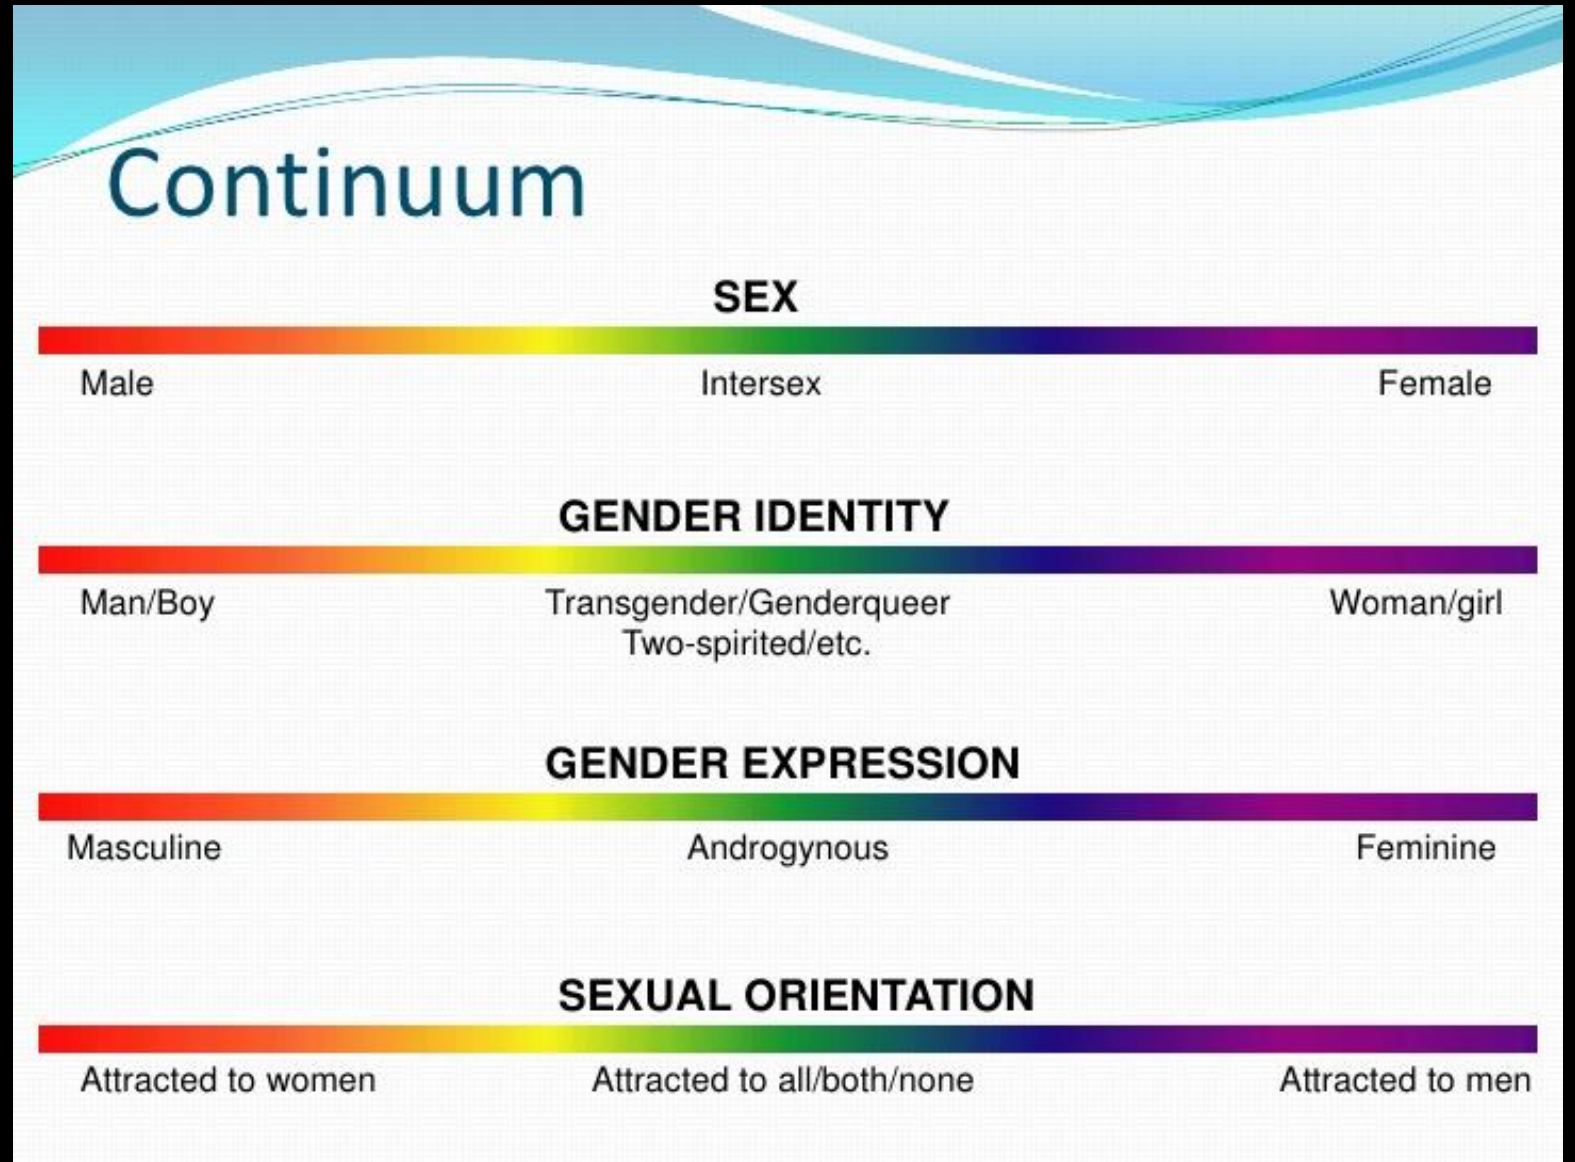 Continuum
SEX
Male Intersex Female
GENDER IDENTITY
Man/Boy Transgender/Genderqueer Woman/girl
Two-spirited/etc.
GENDER EXPRESSION
Masculine Androgynous Feminine
SEXUAL ORIENTATION
Attracted to women Attracted to all/both/none Attracted to men